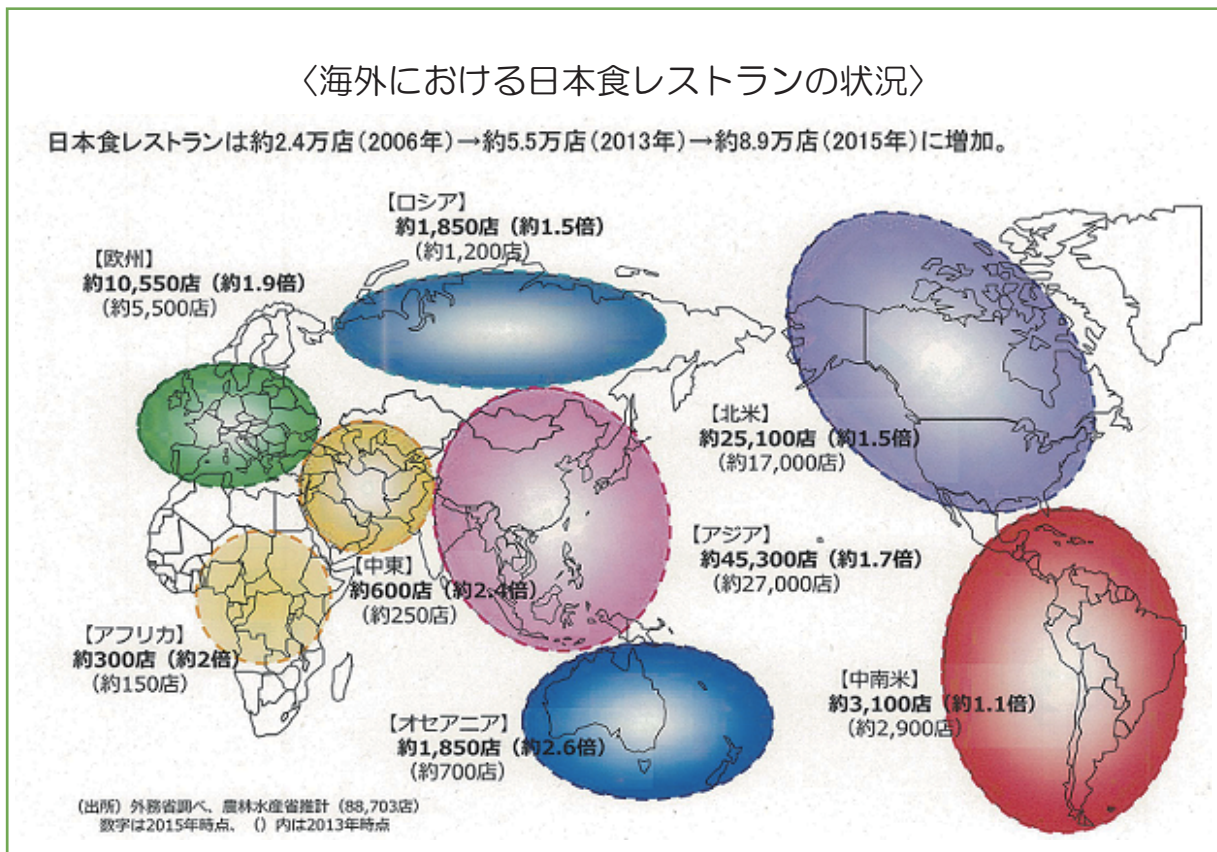 〈海外における日本食レストランの状況〉
日本食レストランは約2.4万店（2006年）→約5.5万店（2013年）→約8.9万店（2015年）に増加。
【ロシア】
約1,850店（約1.5倍）
（約1,200店）
【欧州】
約10,550店（約1.9倍）
（約5,500店）
【北米】
約25,100店（約1.5倍）
（約17,000店）
【アジア】
約45,300店（約1.7倍）
（約27,000店）
【中東】
約600店（約2.4倍）
（約250店）
【アフリカ】
約300店（約2倍）
（約150店）
【中南米】
約3,100店（約1.1倍）
（約2,900店）
【オセアニア】
約1,850店（約2.6倍）
（約700店）
（出所）外務省調べ、農林水産省推計（88,703店）
数字は2015年時点、（）内は2013年時点